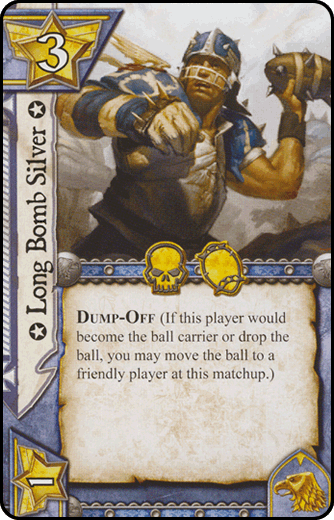 3
✪ Long Bomb Silver ✪
DUMP-OFF (If this player would
become the ball carrier or drop the
ball, you may move the ball to a
friendly player at this matchup.)
1